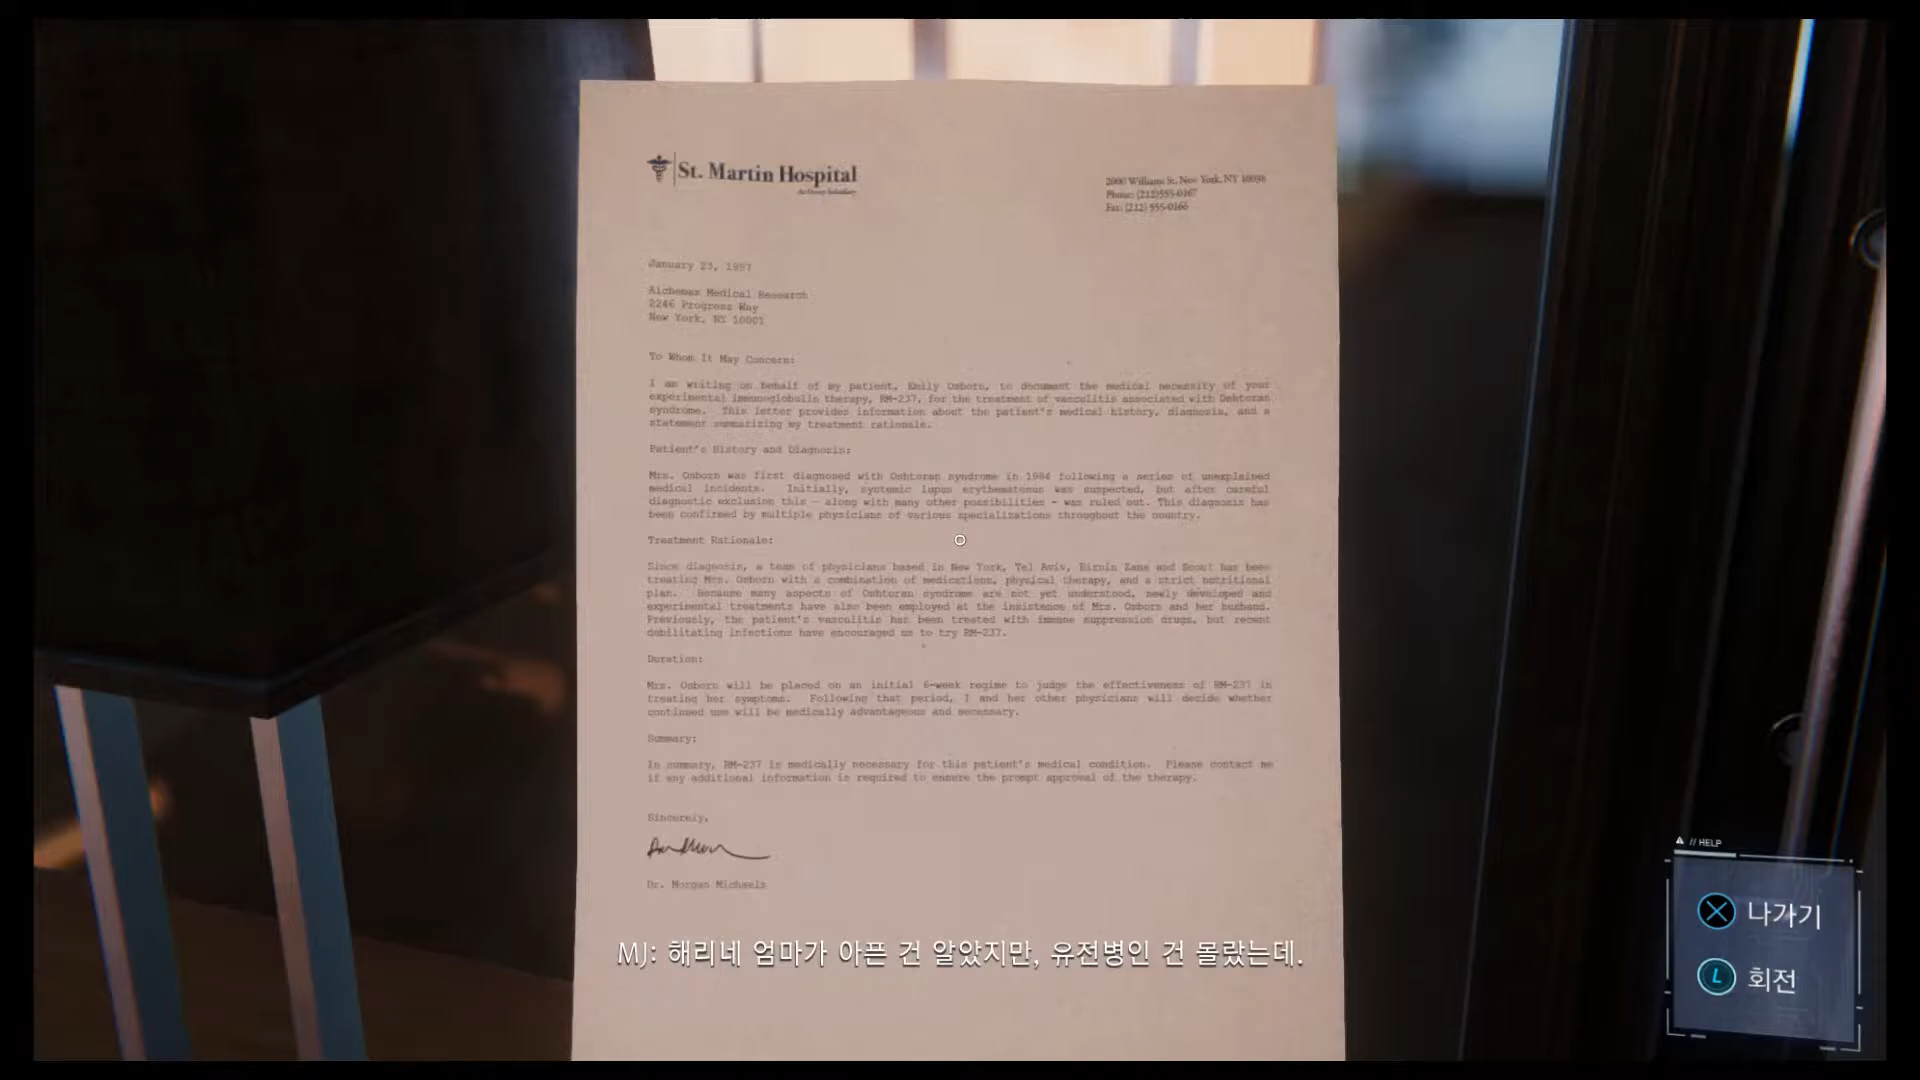 St. Martin Hospital
2000 Williams St. New York, NY 10098
Phone: (212)555-0167
Fax: (212) 555-0166
January 23, 1997
Alchemax Medical Research
2246 Progress Way
New York, NY 10001
To Whom It May Concern:
I am writing on behalf of my patient, Emily Osborn, to document the medical necessity of your
experimental immunoglobulin therapy, RM-237, for the treatment of vasculitis associated with Oshtoran
syndrome. This letter provides information about the patient's medical history, diagnosis, and a
statement summarizing my treatment rationale.
Patient's History and Diagnosis:
Mrs. Osborn was first diagnosed with Oshtoran syndrome in 1994 following a series of unexplained
medical incidents. Initially, systemic lupus erythematosus was suspected, but after careful
diagnostic exclusion this - along with many other possibilities - was ruled out. This diagnosis has
been confirmed by multiple physicians of various specializations throughout the country.
Treatment Rationale:
Since diagnosis, a team of physicians based in New York, Tel Aviv, Birnin Zana and Seoul has been
treating Mrs. Osborn with a combination of medications, physical therapy, and a strict nutritional
plan. Because many aspects of Oshtoran syndrome are not yet understood, newly developed and
experimental treatments have also been employed at the insistence of Mrs. Osborn and her husband.
Previously, the patient's vasculitis has been treated with immune suppression drugs, but recent
debilitating infections have encouraged us to try RM-237.
Duration:
Mrs. Osborn will be placed on an initial 6-week regime to judge the effectiveness of RM-237 in
treating her symptoms. Following that period, I and her other physicians will decide whether
continued use will be medically advantageous and necessary.
Summary:
In summary, RM-237 is medically necessary for this patient's medical condition. Please contact me
if any additional information is required to ensure the prompt approval of the therapy.
Sincerely,
Dr. Morgan Michaels
MJ: 해리네 엄마가 아픈 건 알았지만, 유전병인 건 몰랐는데.
// HELP
나가기
L 회전